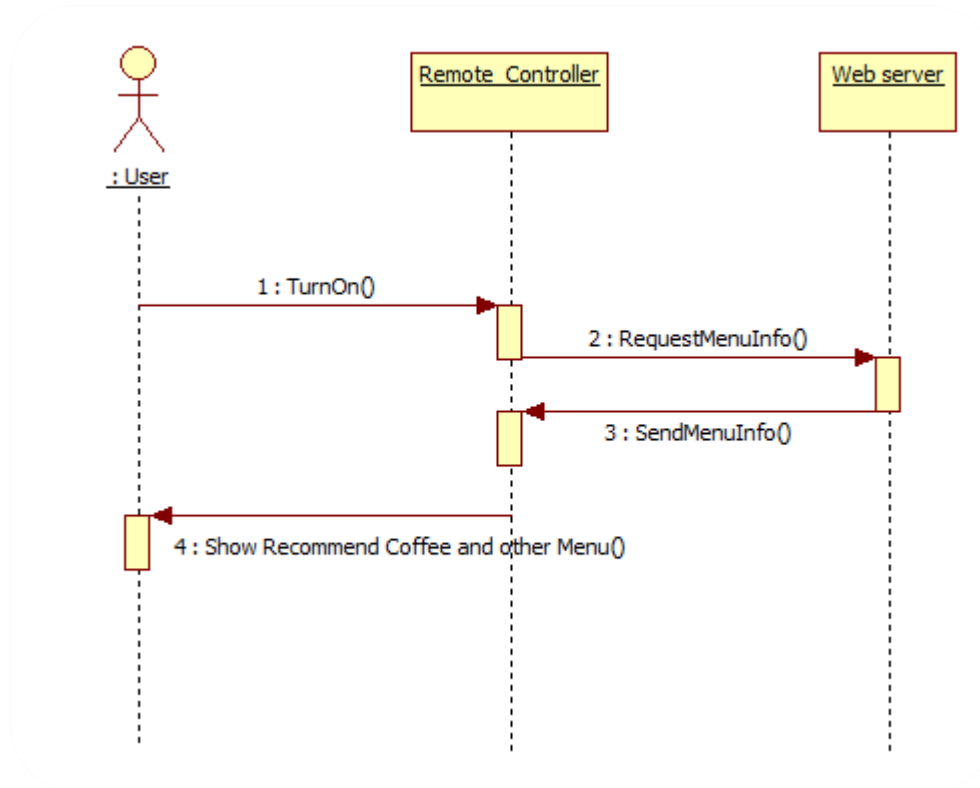 Remote_Controller
Web server
: User
1 : TurnOn()
2 : RequestMenuInfo()
3 : SendMenuInfo()
4 : Show Recommend Coffee and other Menu()